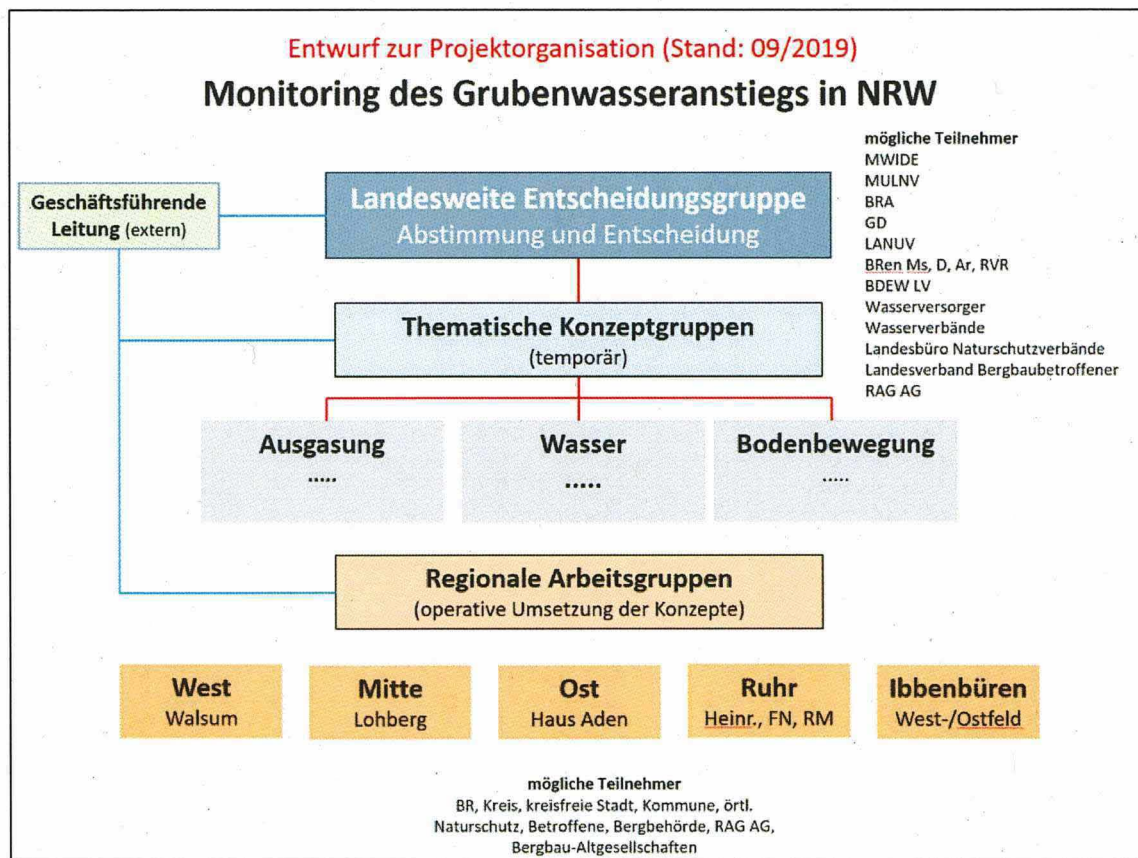 Entwurf zur Projektorganisation (Stand: 09/2019)
Monitoring des Grubenwasseranstiegs in NRW
mögliche Teilnehmer
MWIDE
MULNV
BRA
GD
LANUV
BRen Ms, D, Ar, RVR
BDEW LV
Wasserversorger
Wasserverbände
Landesbüro Naturschutzverbände
Landesverband Bergbaubetroffener
RAG AG
Geschäftsführende
Leitung (extern)
Landesweite Entscheidungsgruppe
Abstimmung und Entscheidung
Thematische Konzeptgruppen
(temporär)
Ausgasung
.....
Wasser
.....
Bodenbewegung
.....
Regionale Arbeitsgruppen
(operative Umsetzung der Konzepte)
West
Walsum
Mitte
Lohberg
Ost
Haus Aden
Ruhr
Heinr., FN, RM
Ibbenbüren
West-/Ostfeld
mögliche Teilnehmer
BR, Kreis, kreisfreie Stadt, Kommune, örtl.
Naturschutz, Betroffene, Bergbehörde, RAG AG,
Bergbau-Altgesellschaften